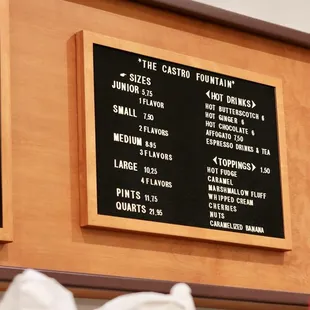 "THE CASTRO FOUNTAIN"
SIZES
JUNIOR 5.75
1 FLAVOR
SMALL 7.50
2 FLAVORS
MEDIUM 8.95
3 FLAVORS
LARGE 10.25
4 FLAVORS
PINTS 11.75
QUARTS 21.95
<HOT DRINKS>
HOT BUTTERSCOTCH 6
HOT GINGER 6
HOT CHOCOLATE 6
AFFOGATO 7.50
ESPRESSO DRINKS & TEA
<TOPPINGS> 1.50
HOT FUDGE
CARAMEL
MARSHMALLOW FLUFF
WHIPPED CREAM
CHERRIES
NUTS
CARAMELIZED BANANA